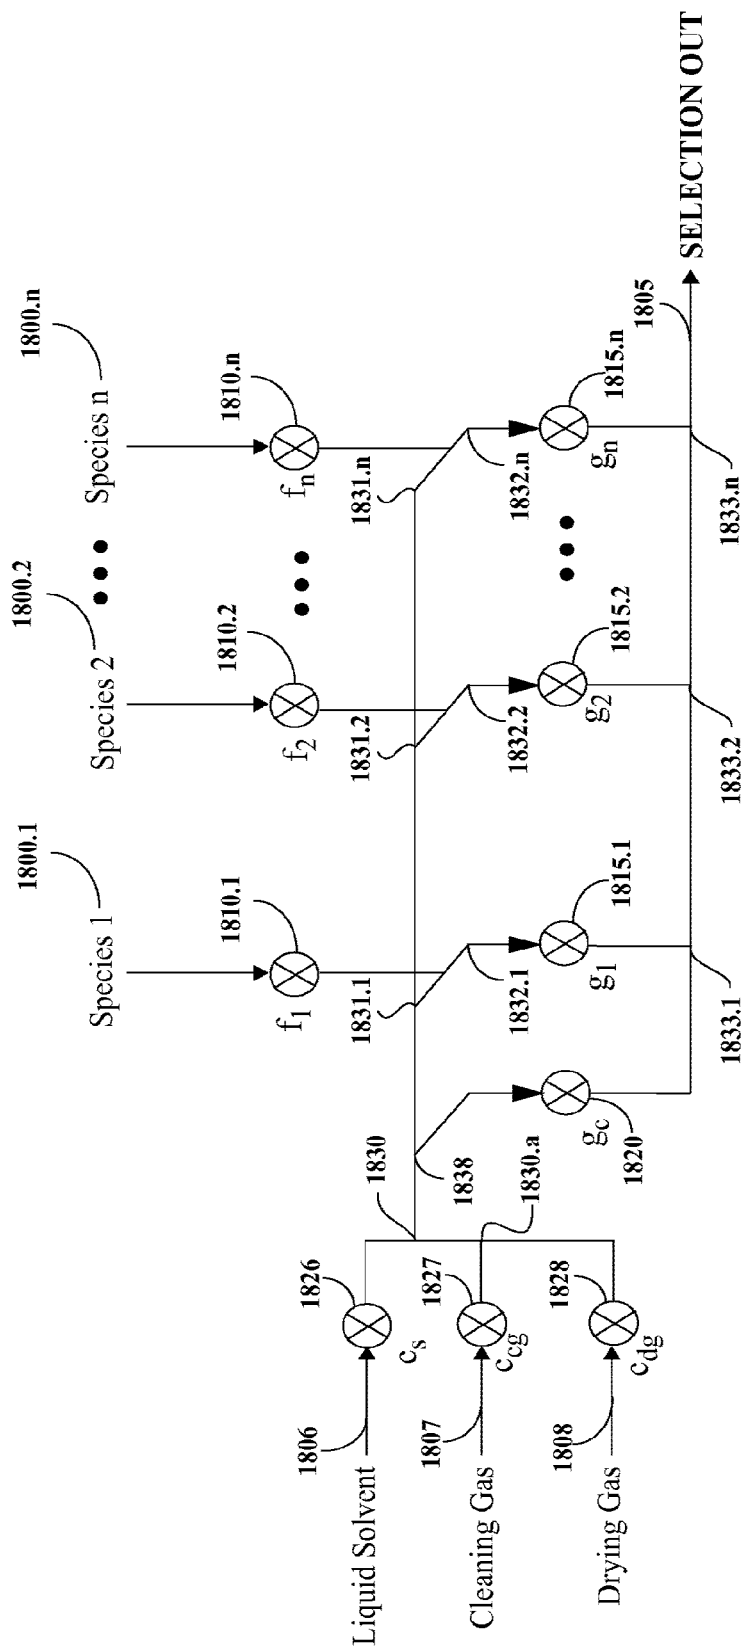 Species 1
1800.1
Species 2
1800.2
Species n
1800.n
1810.1
f1
1810.2
f2
1810.n
fn
Liquid Solvent
1806
1826
cs
Cleaning Gas
1807
1827
ccg
Drying Gas
1808
1828
cdg
1830
1830.a
1838
1831.1
1831.2
1831.n
1832.1
1832.2
1832.n
gc
1820
g1
1815.1
g2
1815.2
gn
1815.n
1833.1
1833.2
1833.n
1805
SELECTION OUT